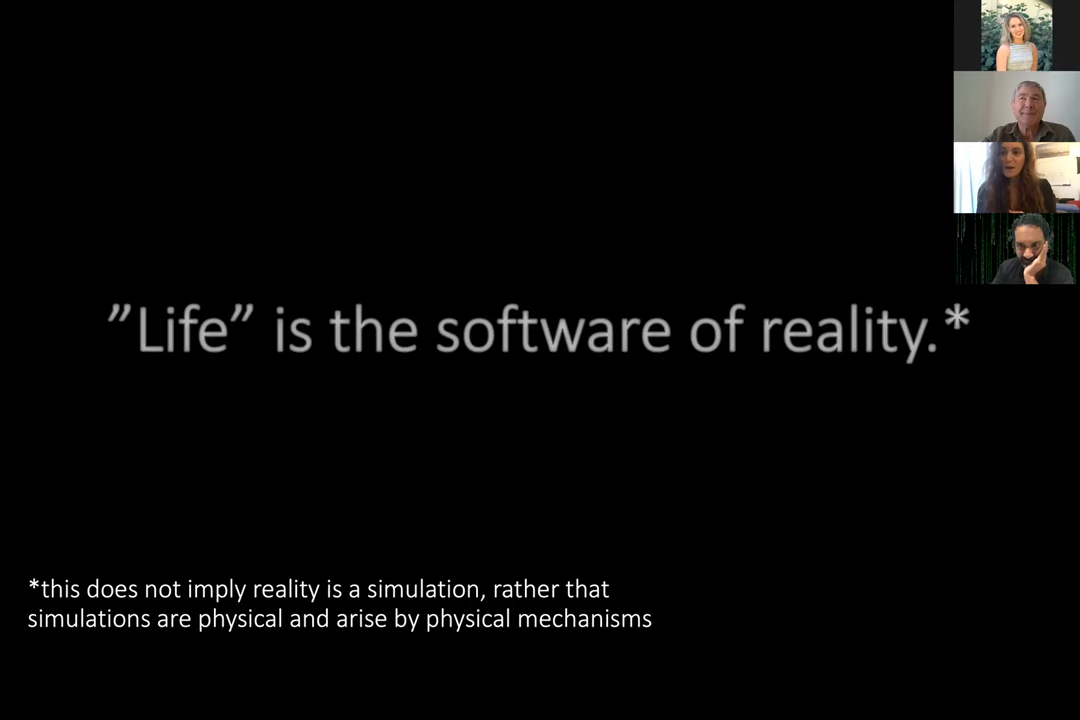 ”Life” is the software of reality.*
*this does not imply reality is a simulation, rather that
simulations are physical and arise by physical mechanisms